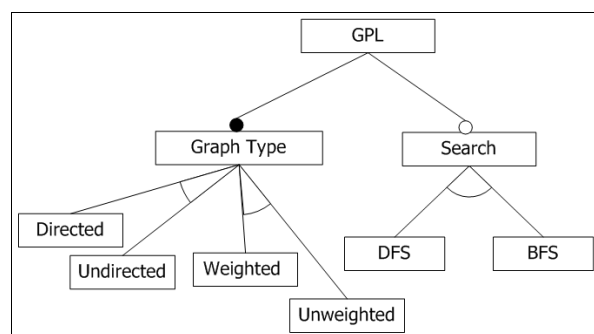 GPL
Graph Type
Search
Directed
Undirected
Weighted
Unweighted
DFS
BFS